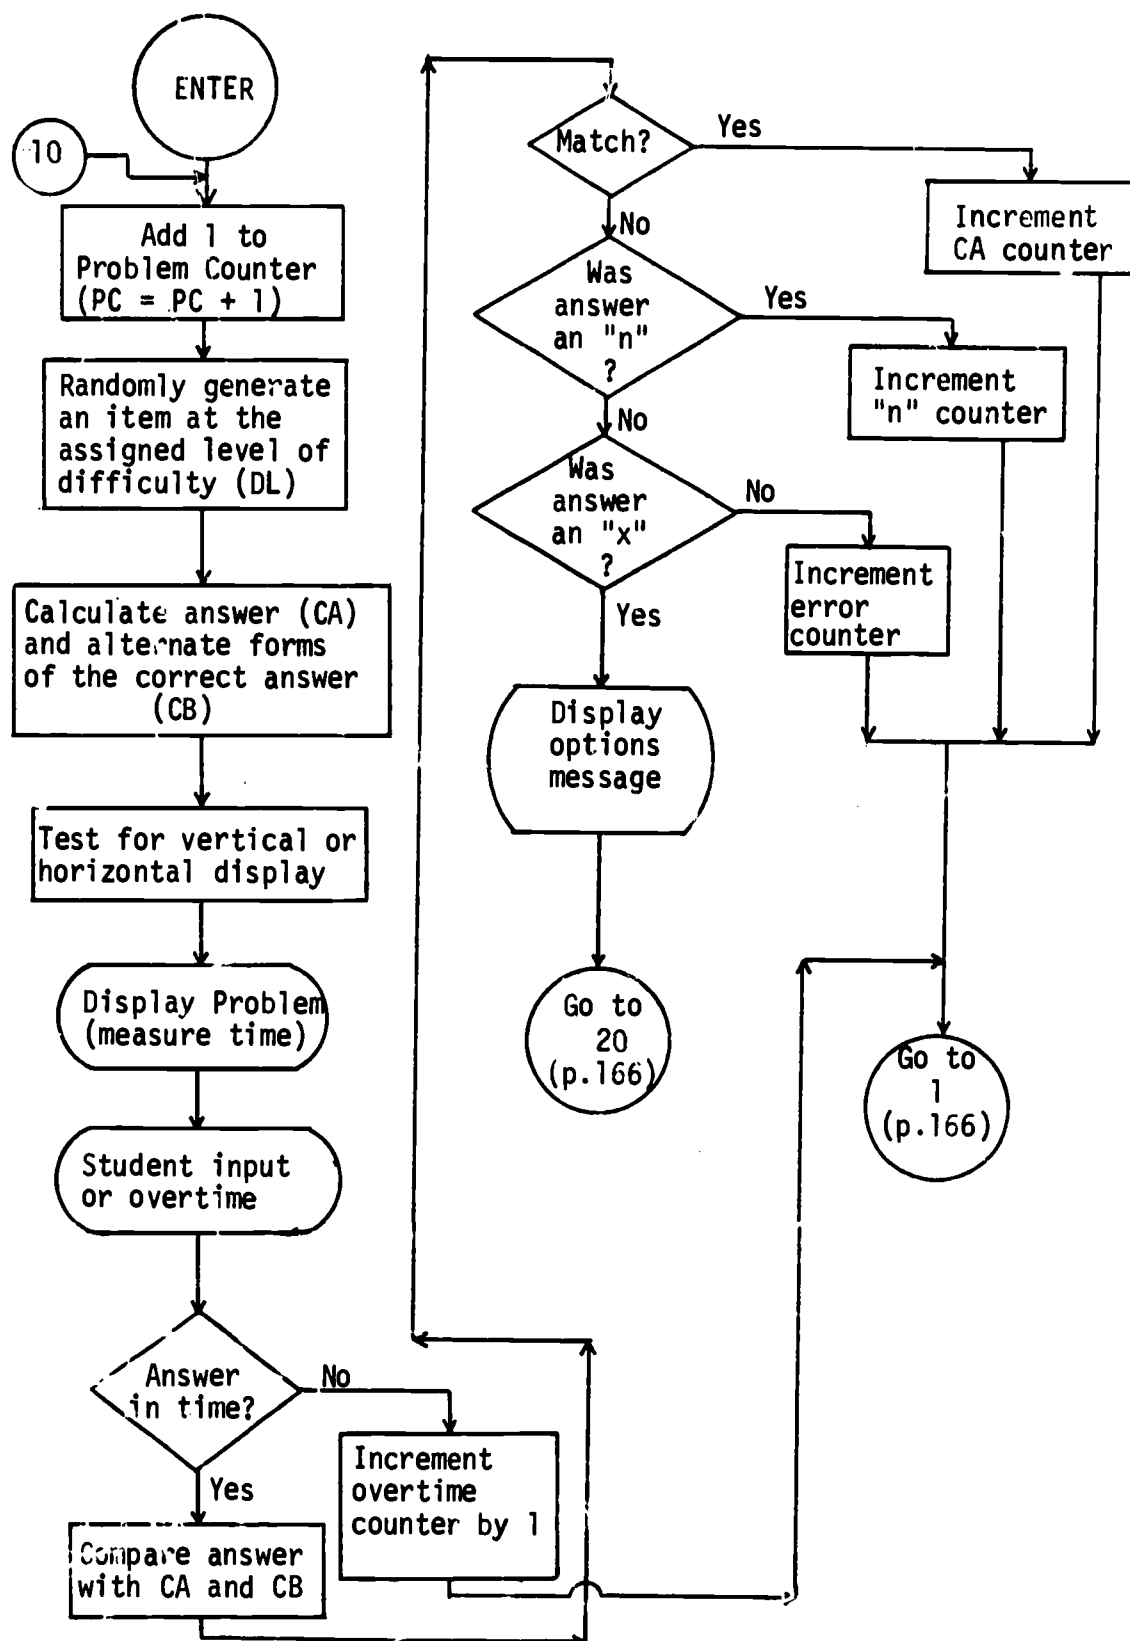 ENTER
10
Add 1 to
Problem Counter
(PC = PC + 1)
Randomly generate
an item at the
assigned level of
difficulty (DL)
Calculate answer (CA)
and alternate forms
of the correct answer
(CB)
Test for vertical or
horizontal display
Display Problem
(measure time)
Student input
or overtime
Answer
in time?
No
Yes
Increment
overtime
counter by 1
Compare answer
with CA and CB
Match?
Yes
No
Increment
CA counter
Was
answer
an "n"
?
Yes
No
Increment
"n" counter
Was
answer
an "x"
?
No
Yes
Increment
error
counter
Display
options
message
Go to
20
(p.166)
Go to
1
(p.166)